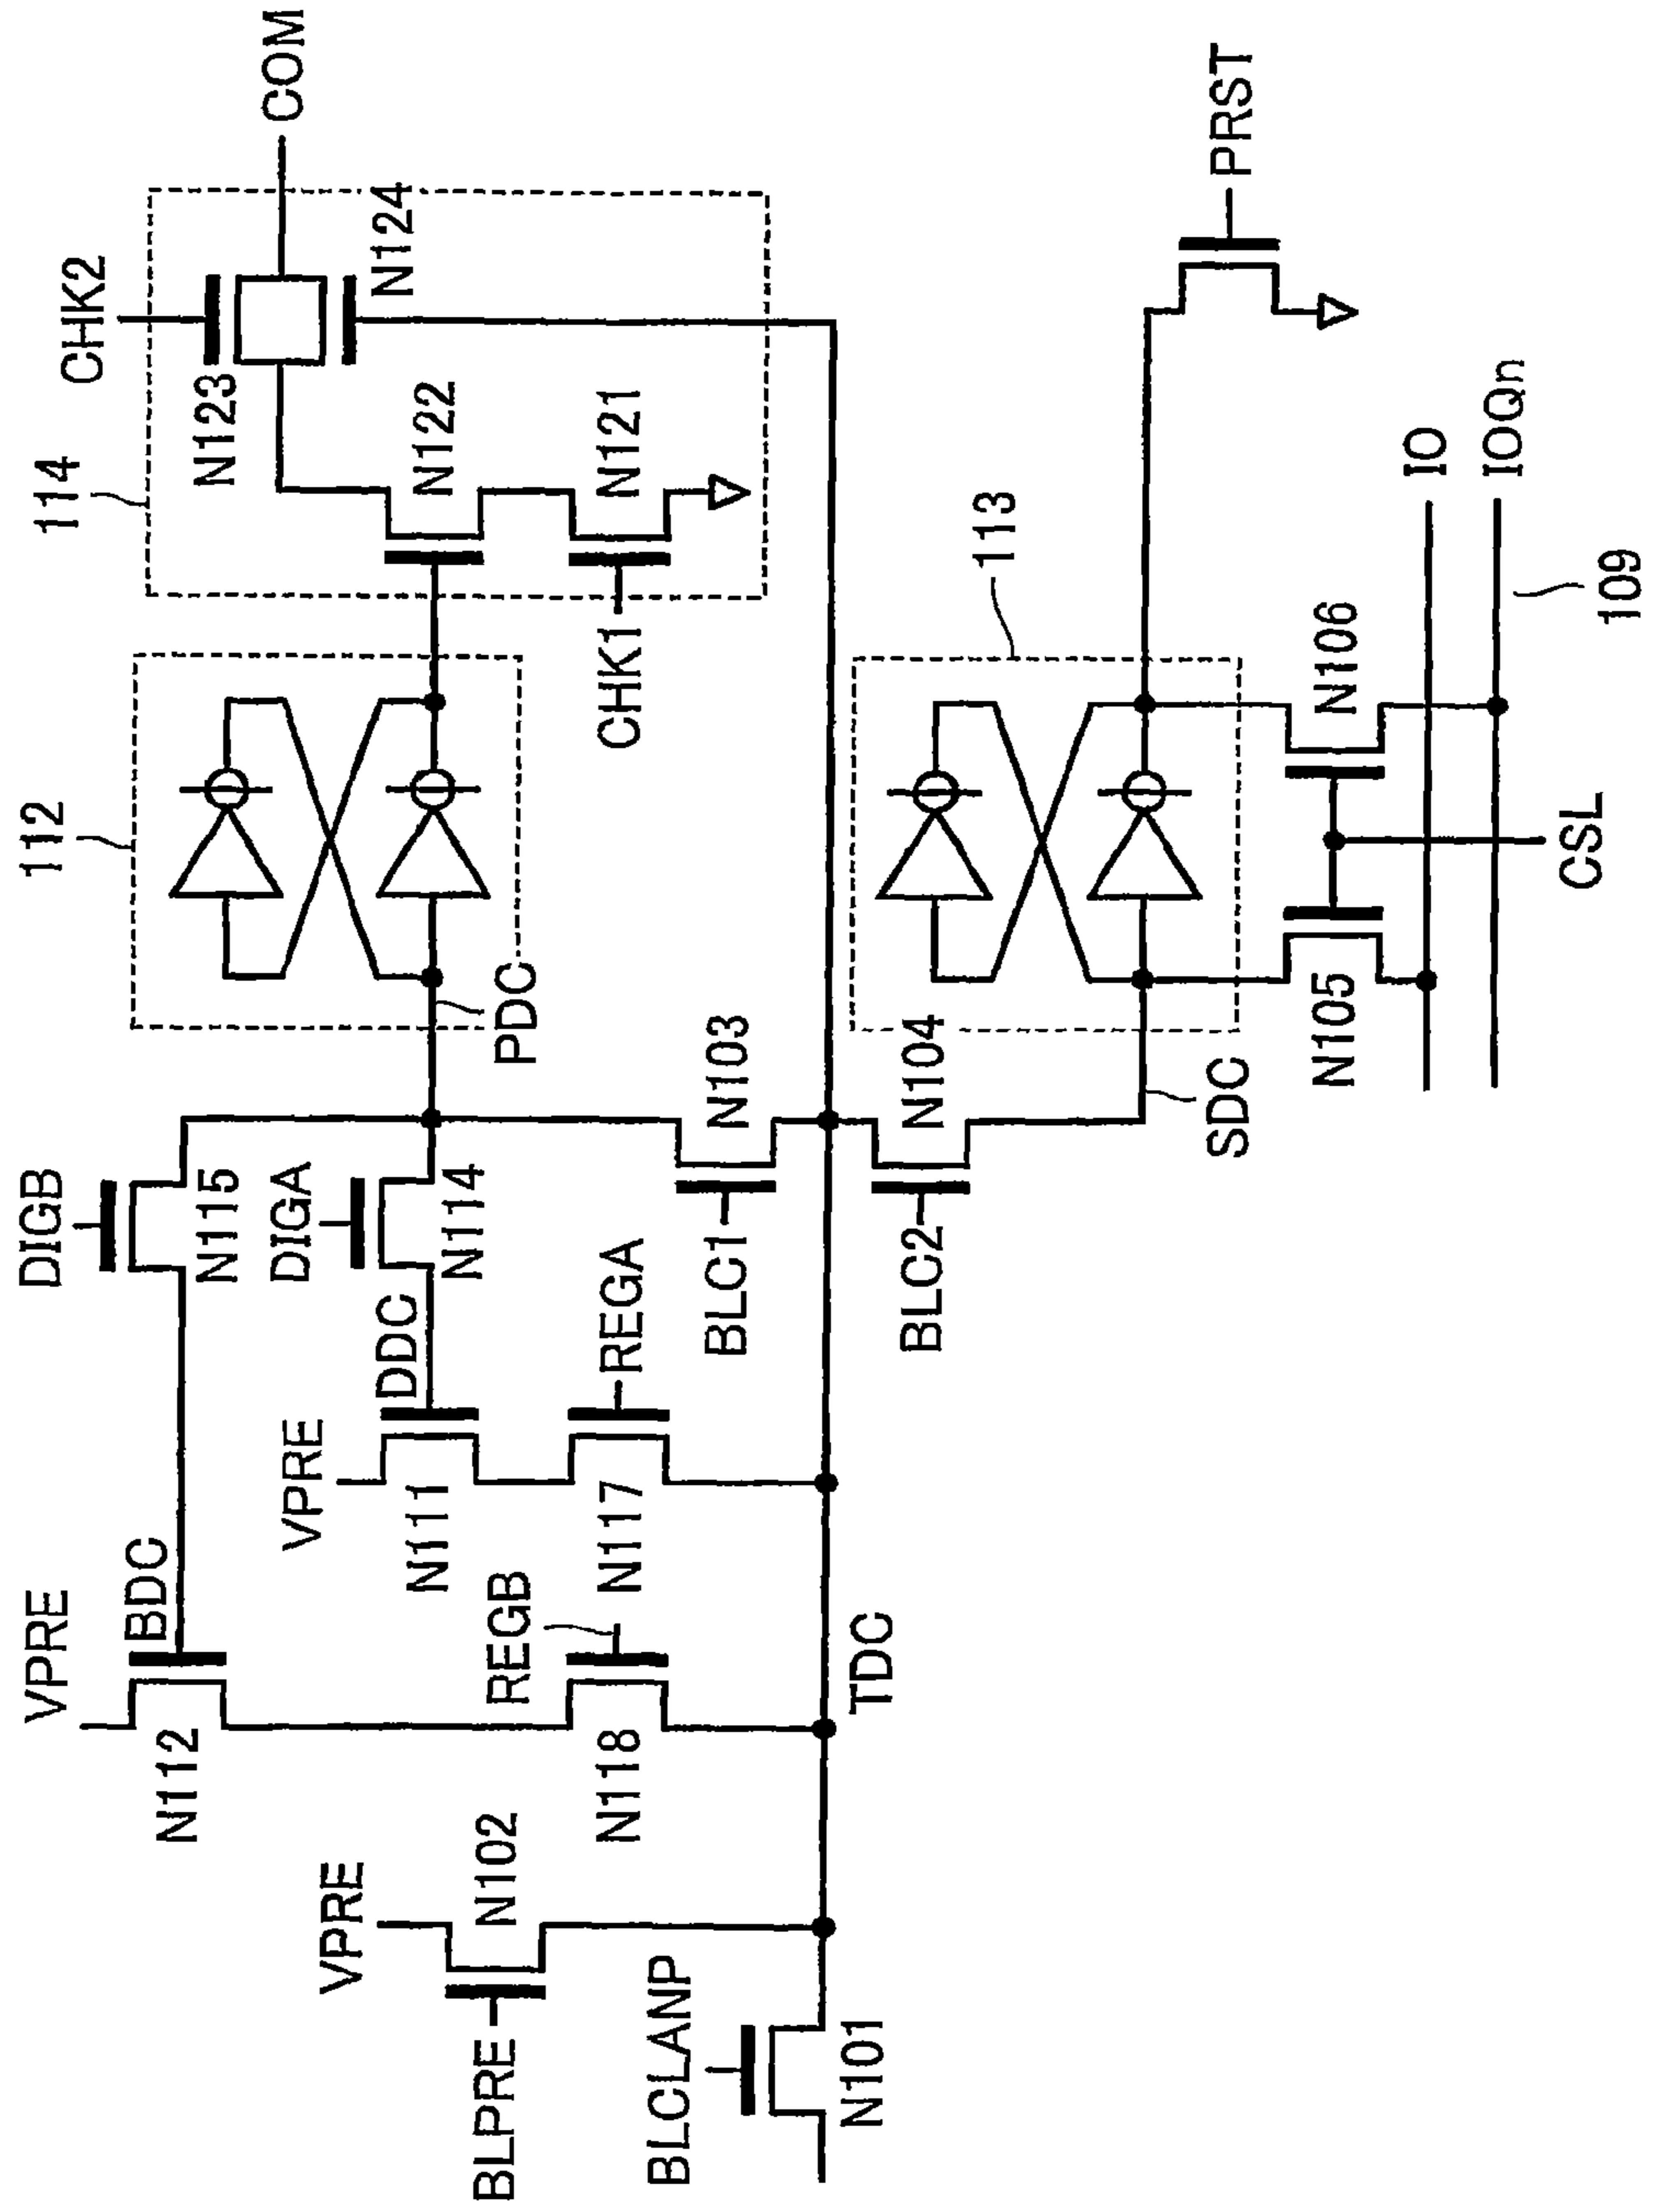 CHK2
COM
114
N123
N124
N122
N121
CHK1
112
PDC
DIGB
N115
DIGA
N114
DDC
REGA
VPRE
N111
N117
BLC1
N103
BLC2
N104
113
SDC
PRST
N106
N105
IO
IOQn
109
CSL
VPRE
BDC
N112
REGB
N118
TDC
VPRE
N102
BLPRE
BLCLANP
N101